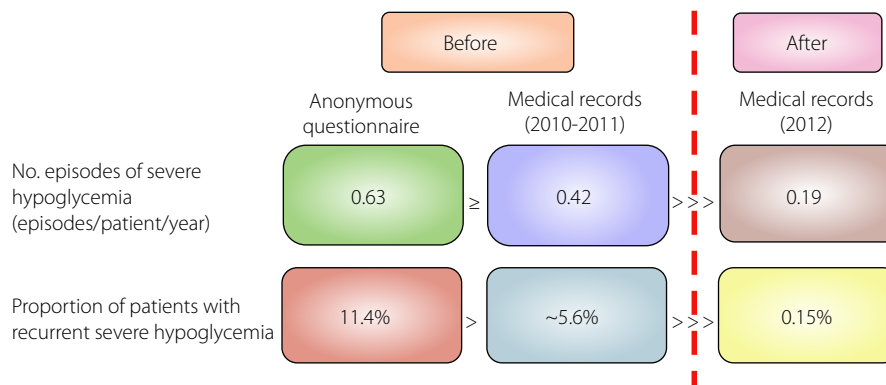 Before
After
Anonymous
questionnaire
Medical records
(2010-2011)
Medical records
(2012)
No. episodes of severe
hypoglycemia
(episodes/patient/year)
0.63
≥
0.42
>>>
0.19
Proportion of patients with
recurrent severe hypoglycemia
11.4%
>
~5.6%
>>>
0.15%